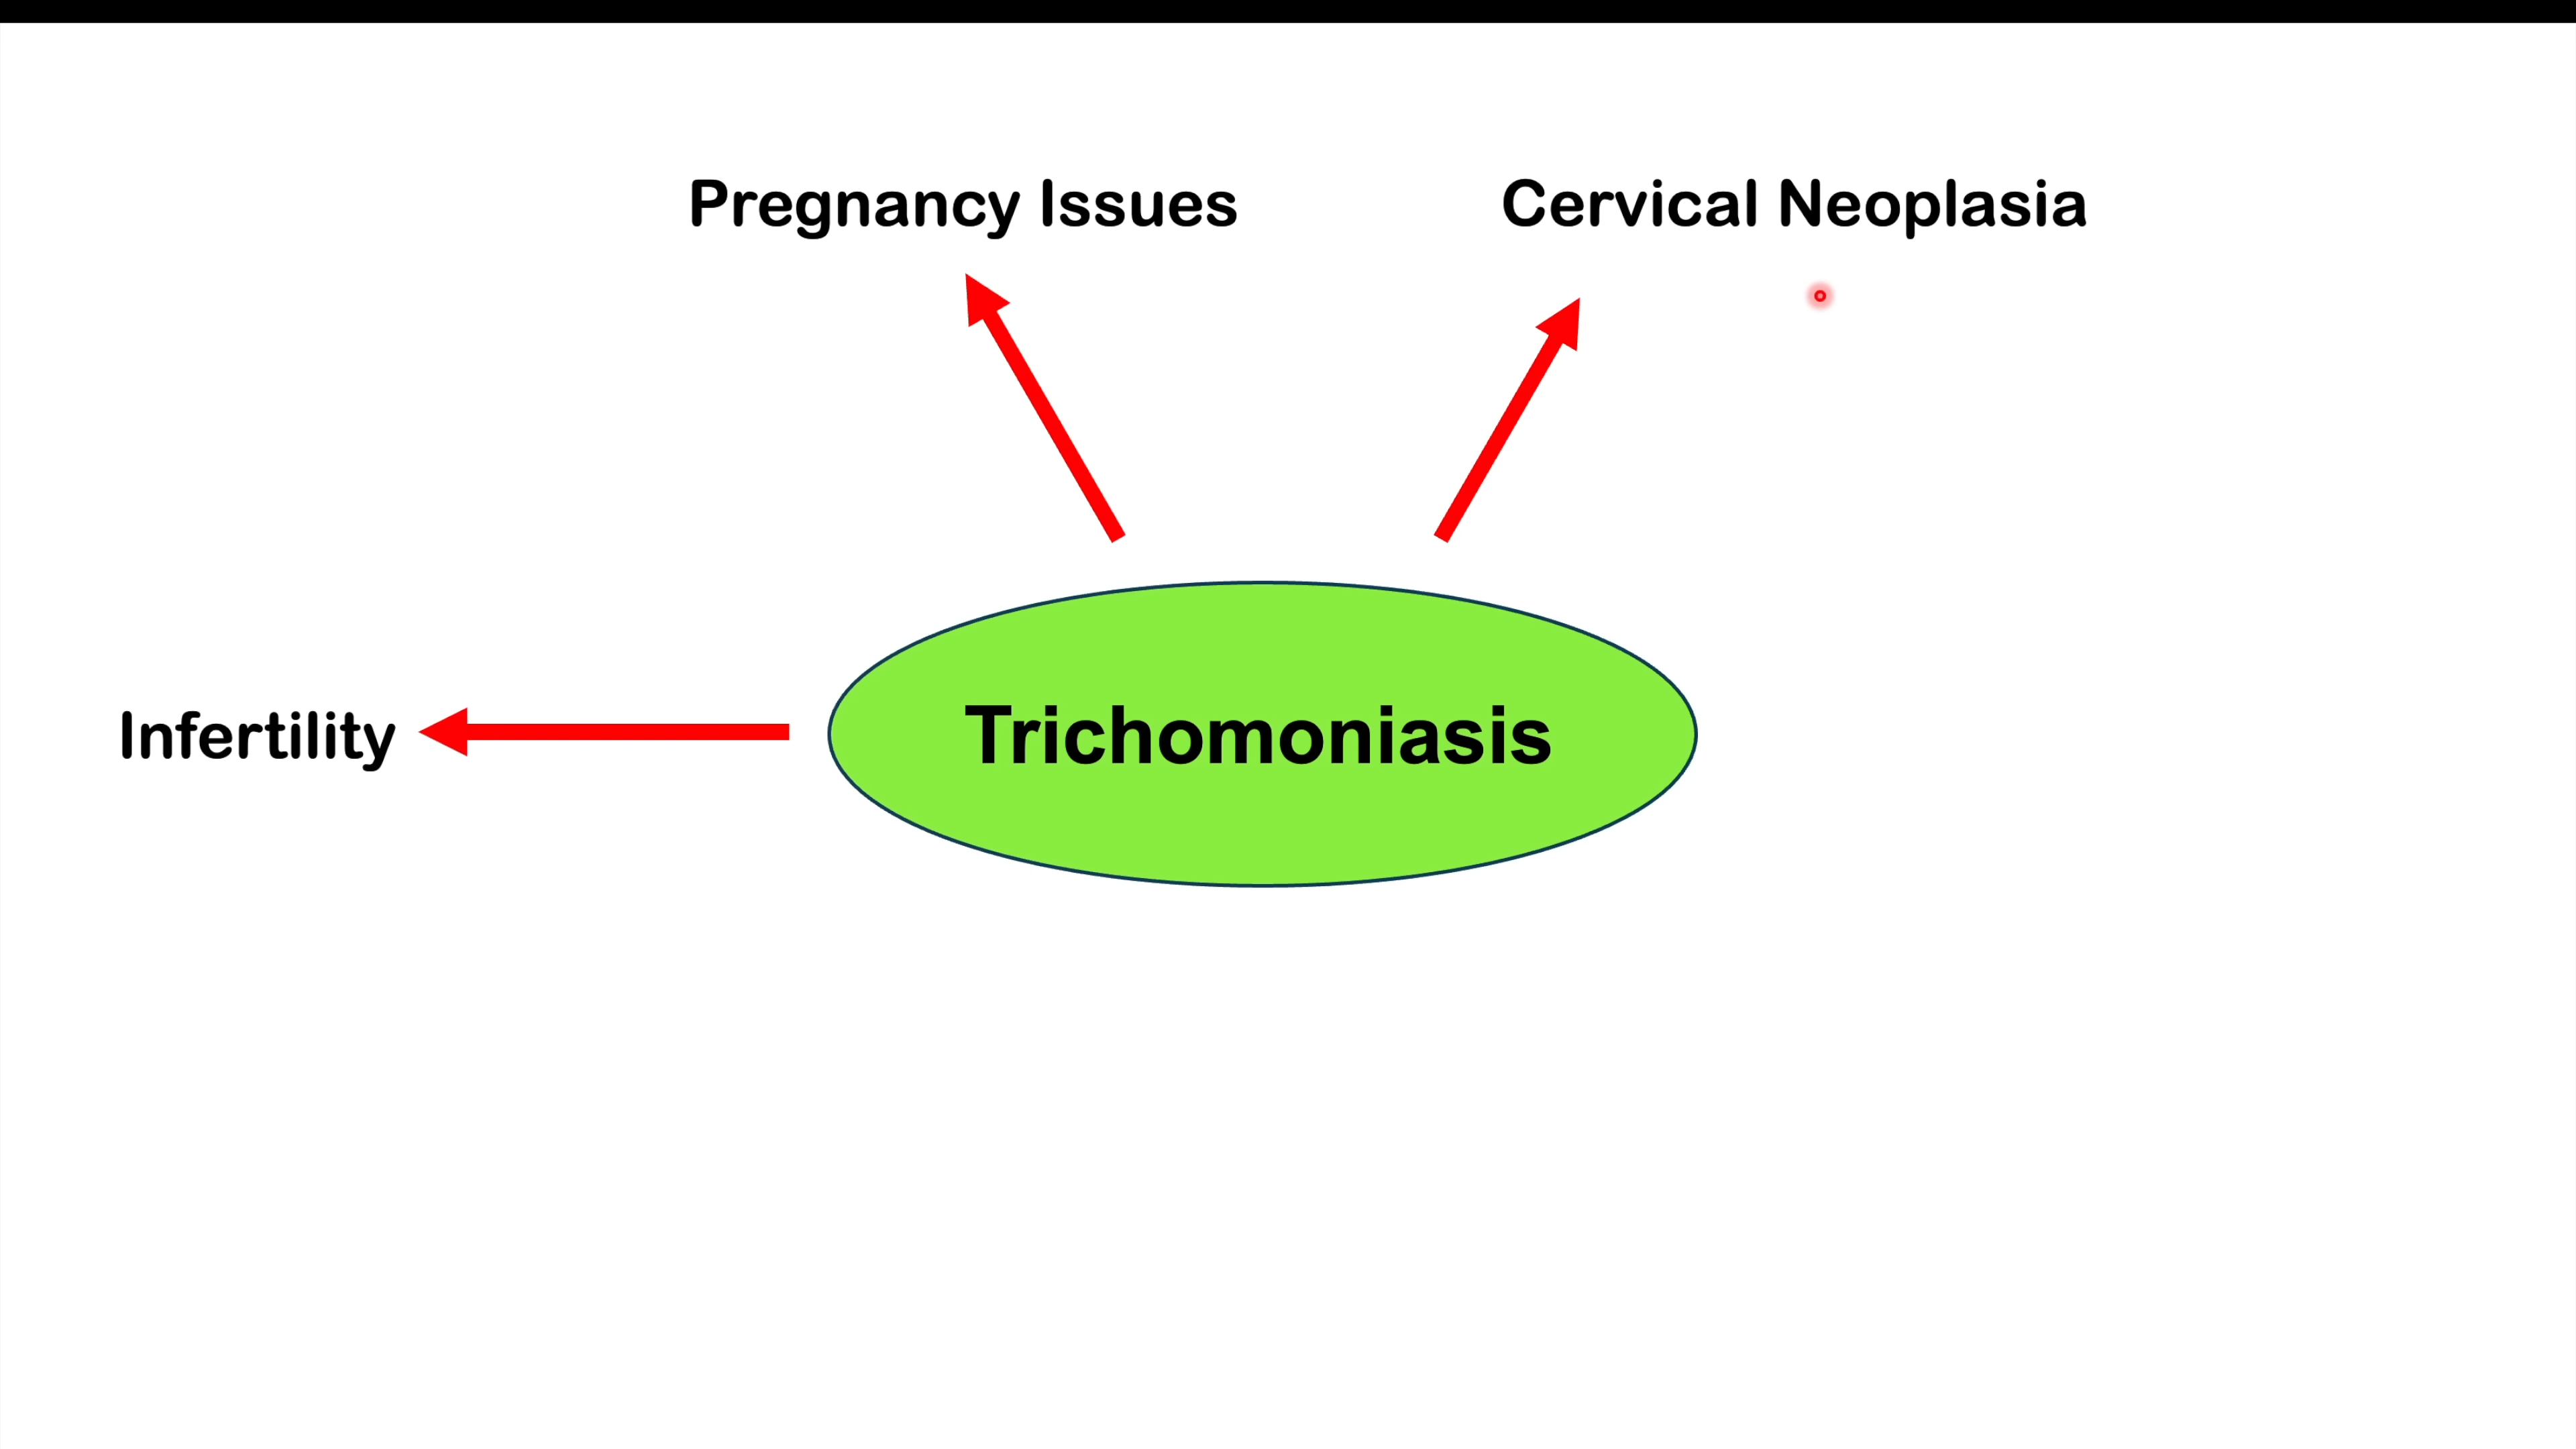 Pregnancy Issues
Cervical Neoplasia
Infertility
Trichomoniasis